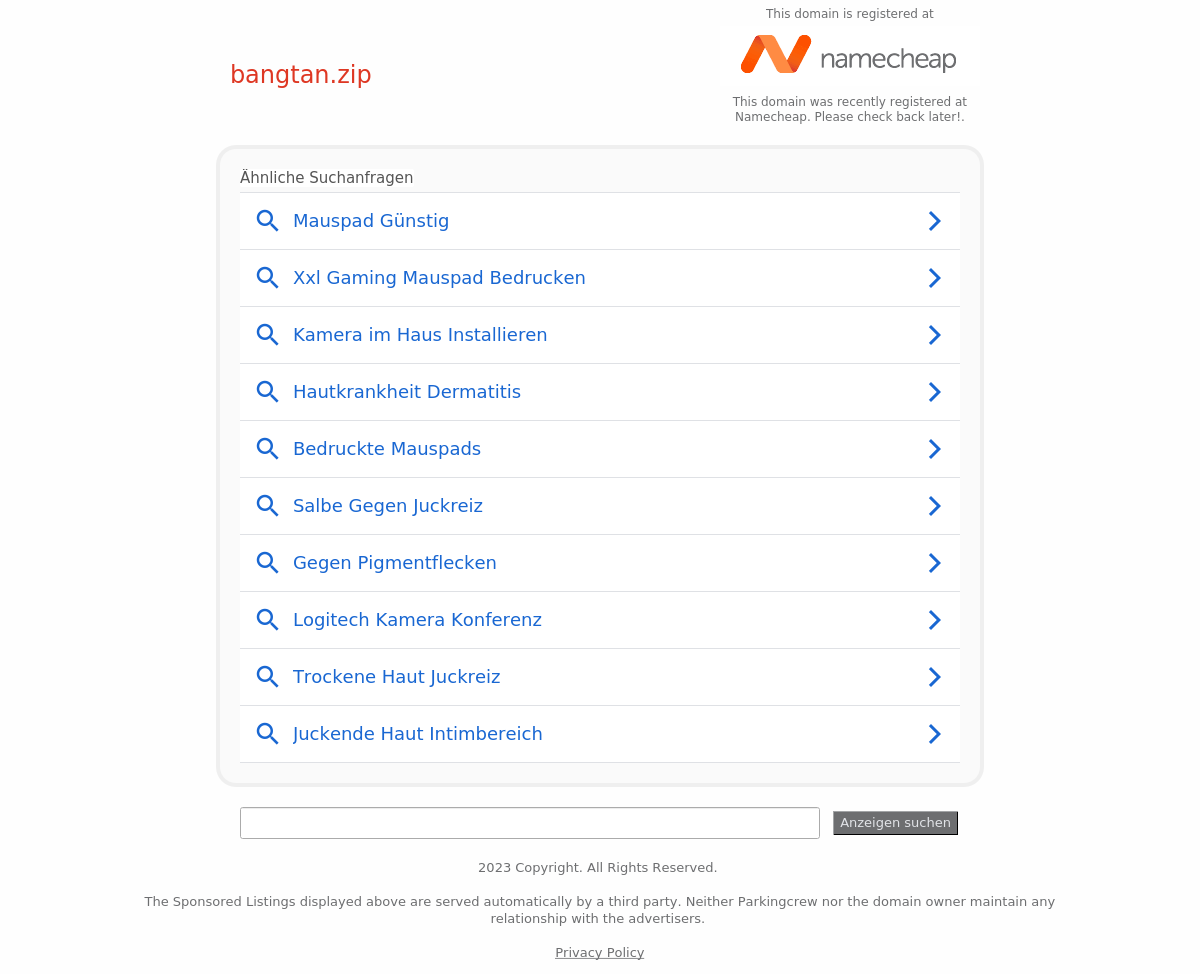 This domain is registered at
namecheap
bangtan.zip
This domain was recently registered at
Namecheap. Please check back later!.
Ähnliche Suchanfragen
Mauspad Günstig
Xxl Gaming Mauspad Bedrucken
Kamera im Haus Installieren
Hautkrankheit Dermatitis
Bedruckte Mauspads
Salbe Gegen Juckreiz
Gegen Pigmentflecken
Logitech Kamera Konferenz
Trockene Haut Juckreiz
Juckende Haut Intimbereich
Anzeigen suchen
2023 Copyright. All Rights Reserved.
The Sponsored Listings displayed above are served automatically by a third party. Neither Parkingcrew nor the domain owner maintain any
relationship with the advertisers.
Privacy Policy